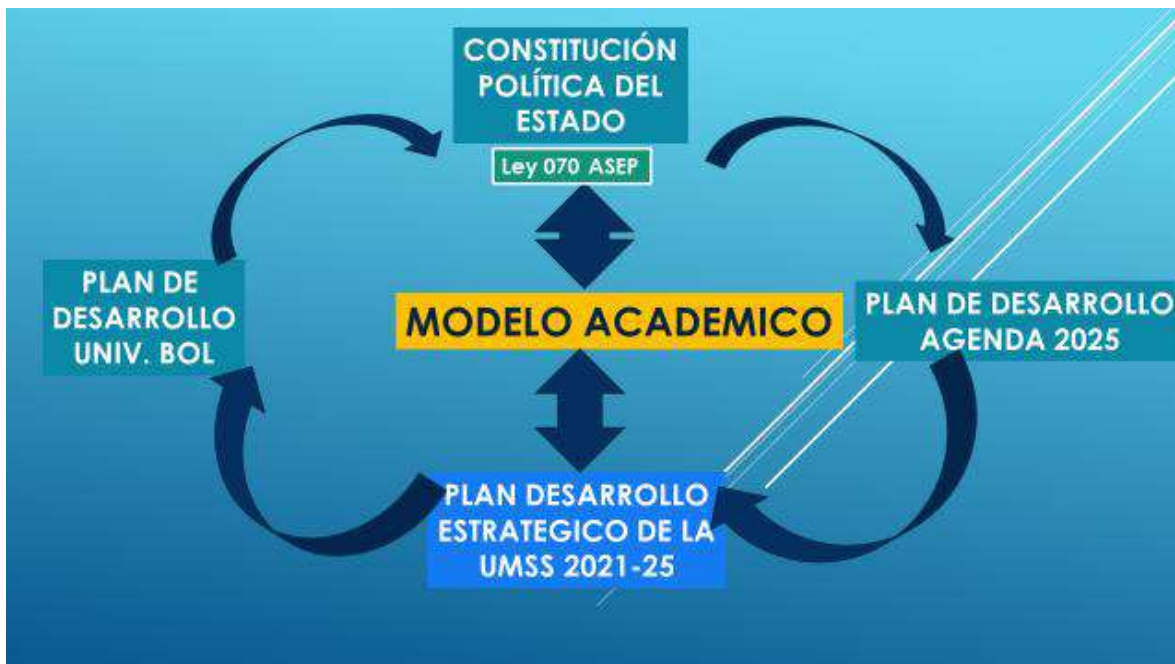 CONSTITUCIÓN
POLÍTICA DEL
ESTADO
Ley 070 ASEP
PLAN DE
DESARROLLO
UNIV. BOL
MODELO ACADEMICO
PLAN DE DESARROLLO
AGENDA 2025
PLAN DESARROLLO
ESTRATEGICO DE LA
UMSS 2021-25